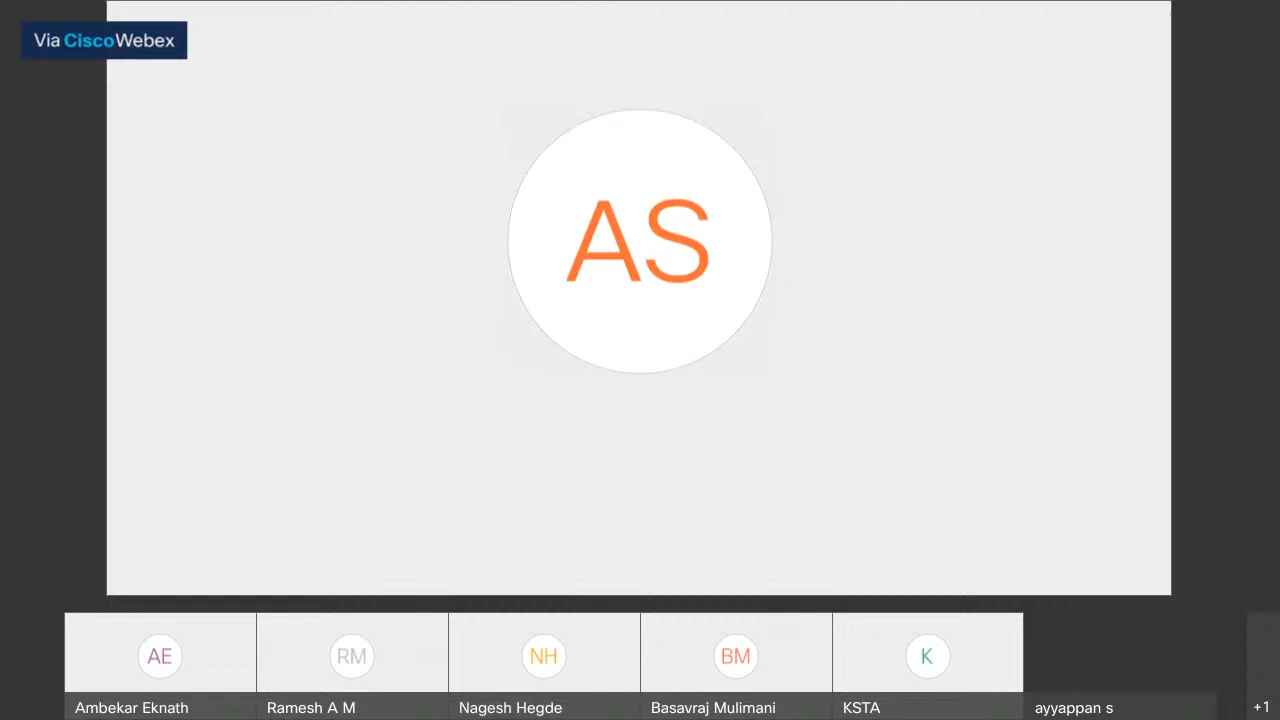 Via CiscoWebex
AS
AE
RM
NH
BM
K
Ambekar Eknath
Ramesh A M
Nagesh Hegde
Basavraj Mulimani
KSTA
ayyappan s
+1